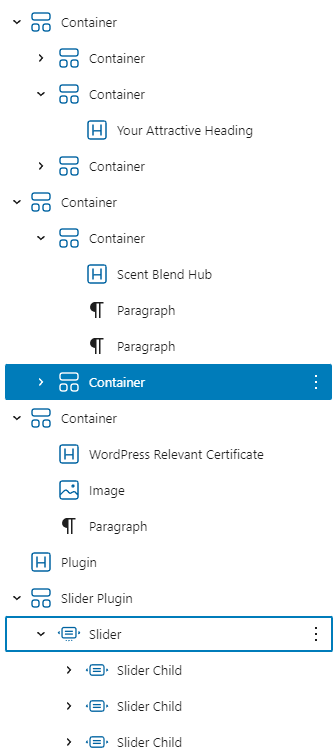 Container
Container
Container
Your Attractive Heading
Container
Container
Container
Scent Blend Hub
Paragraph
Paragraph
Container
Container
WordPress Relevant Certificate
Image
Paragraph
Plugin
Slider Plugin
Slider
Slider Child
Slider Child
Slider Child